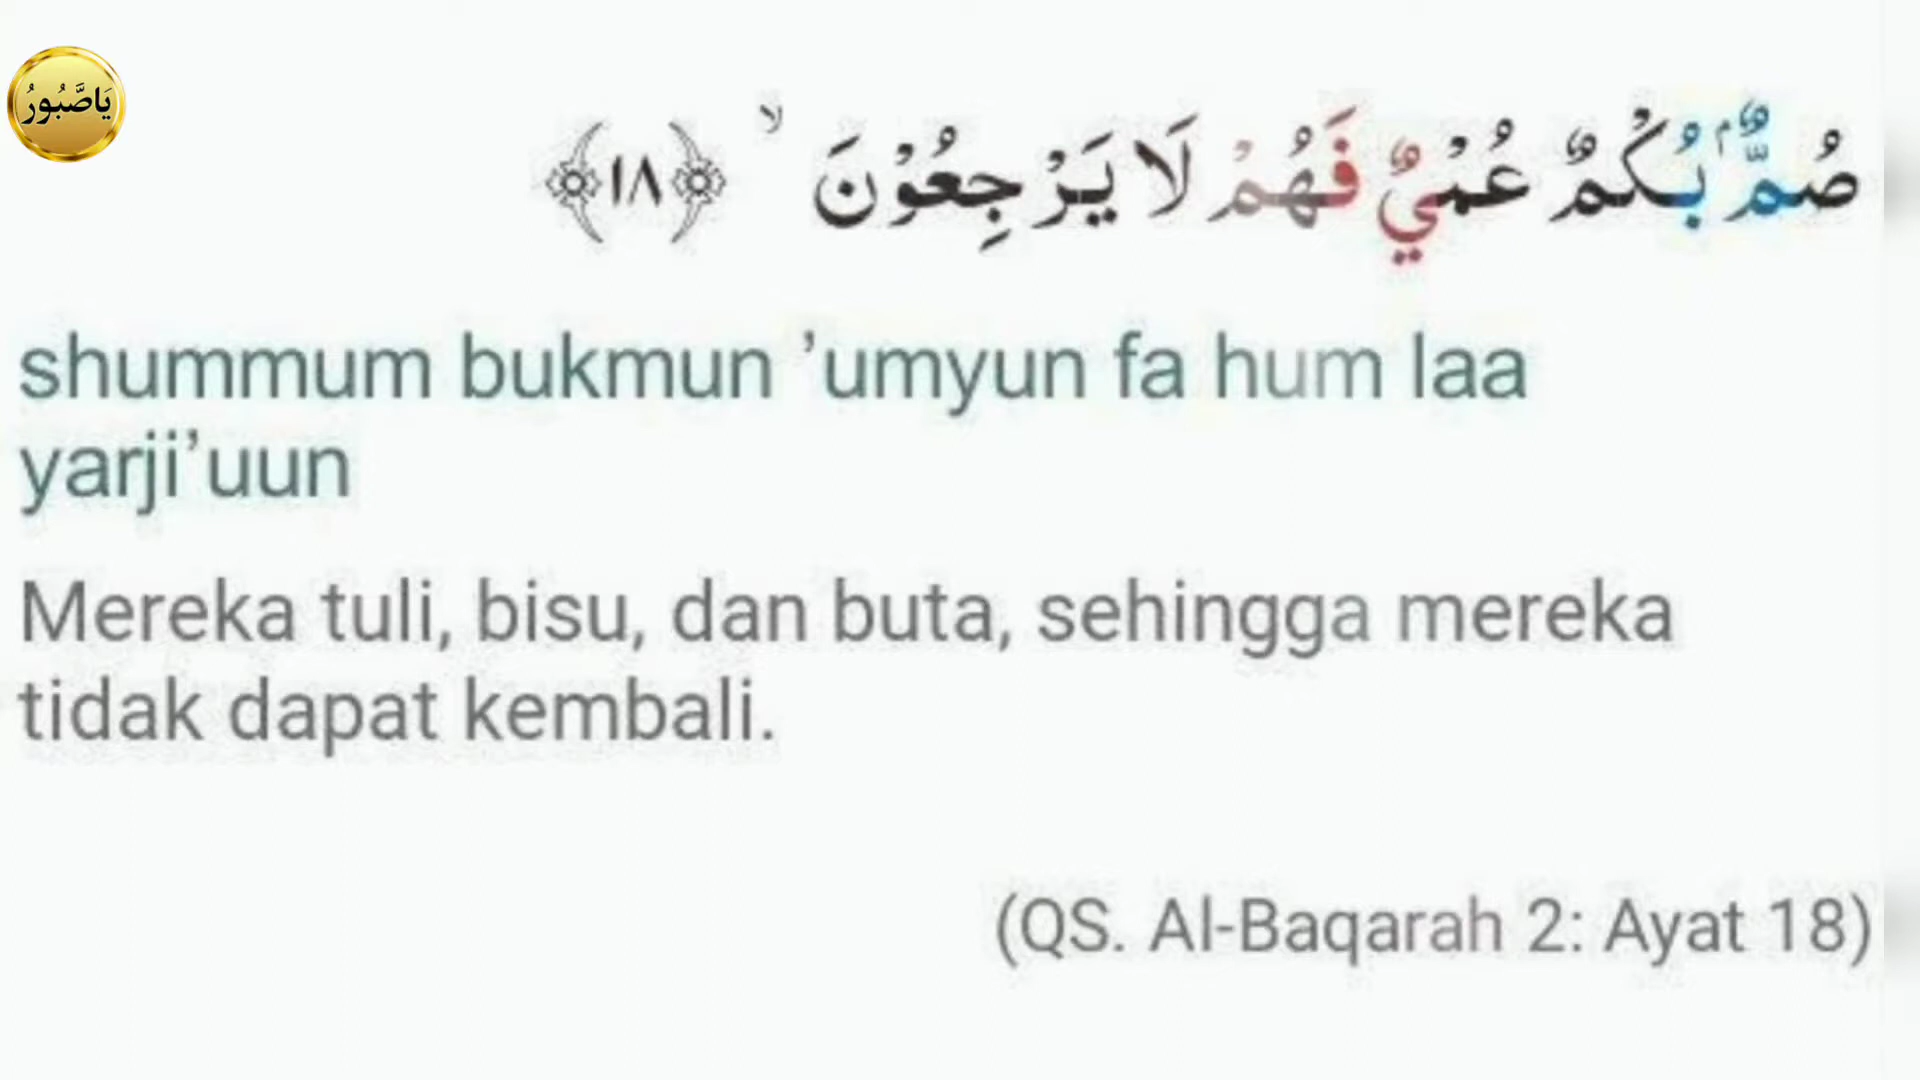 يَاصَّبُورُ
صُمٌّۢ بُكْمٌ عُمْيٌ فَهُمْ لَا يَرْجِعُوْنَ ۙ ﴿١٨﴾
shummum bukmun ’umyun fa hum laa
yarji’uun
Mereka tuli, bisu, dan buta, sehingga mereka
tidak dapat kembali.
(QS. Al-Baqarah 2: Ayat 18)